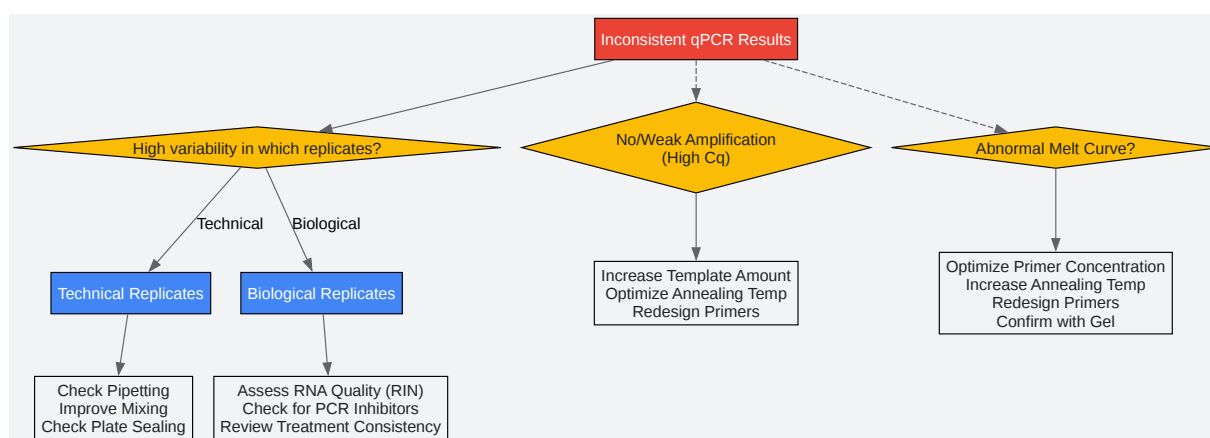 Inconsistent qPCR Results
High variability in which replicates?
No/Weak Amplification
(High Cq)
Abnormal Melt Curve?
Technical
Biological
Technical Replicates
Biological Replicates
Increase Template Amount
Optimize Annealing Temp
Redesign Primers
Optimize Primer Concentration
Increase Annealing Temp
Redesign Primers
Confirm with Gel
Check Pipetting
Improve Mixing
Check Plate Sealing
Assess RNA Quality (RIN)
Check for PCR Inhibitors
Review Treatment Consistency